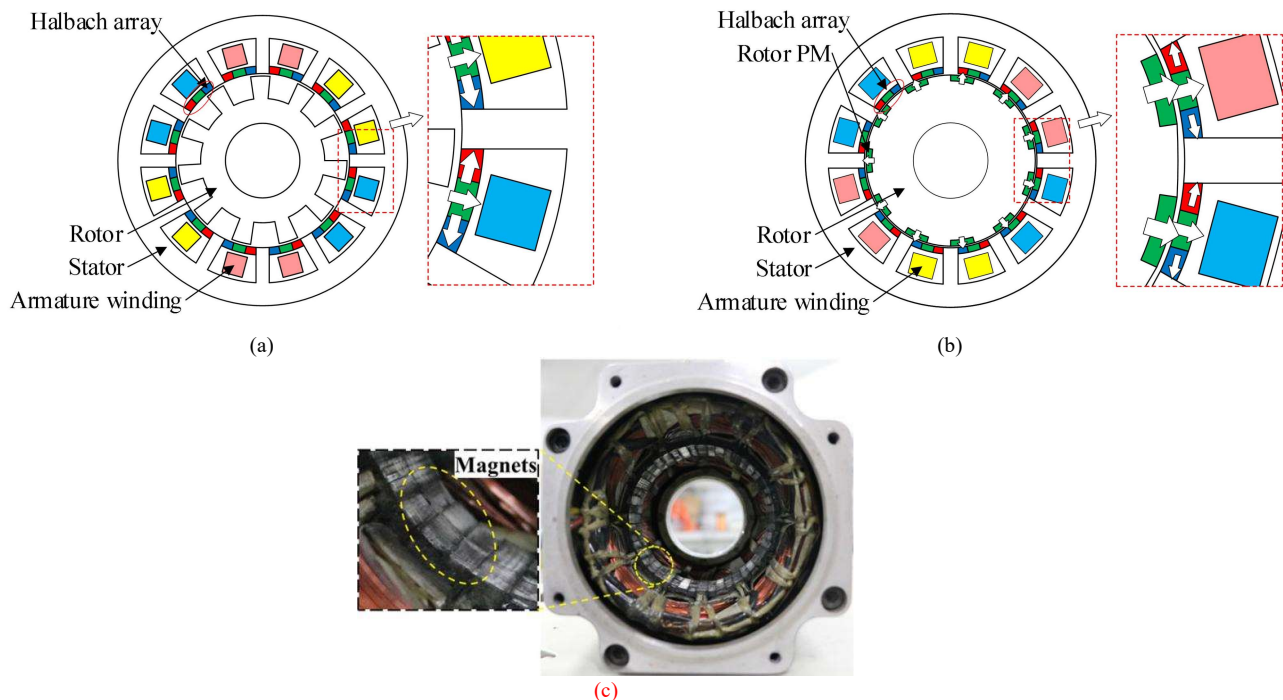 Halbach array
Rotor
Stator
Armature winding
(a)
Halbach array
Rotor PM
Rotor
Stator
Armature winding
(b)
Magnets
(c)